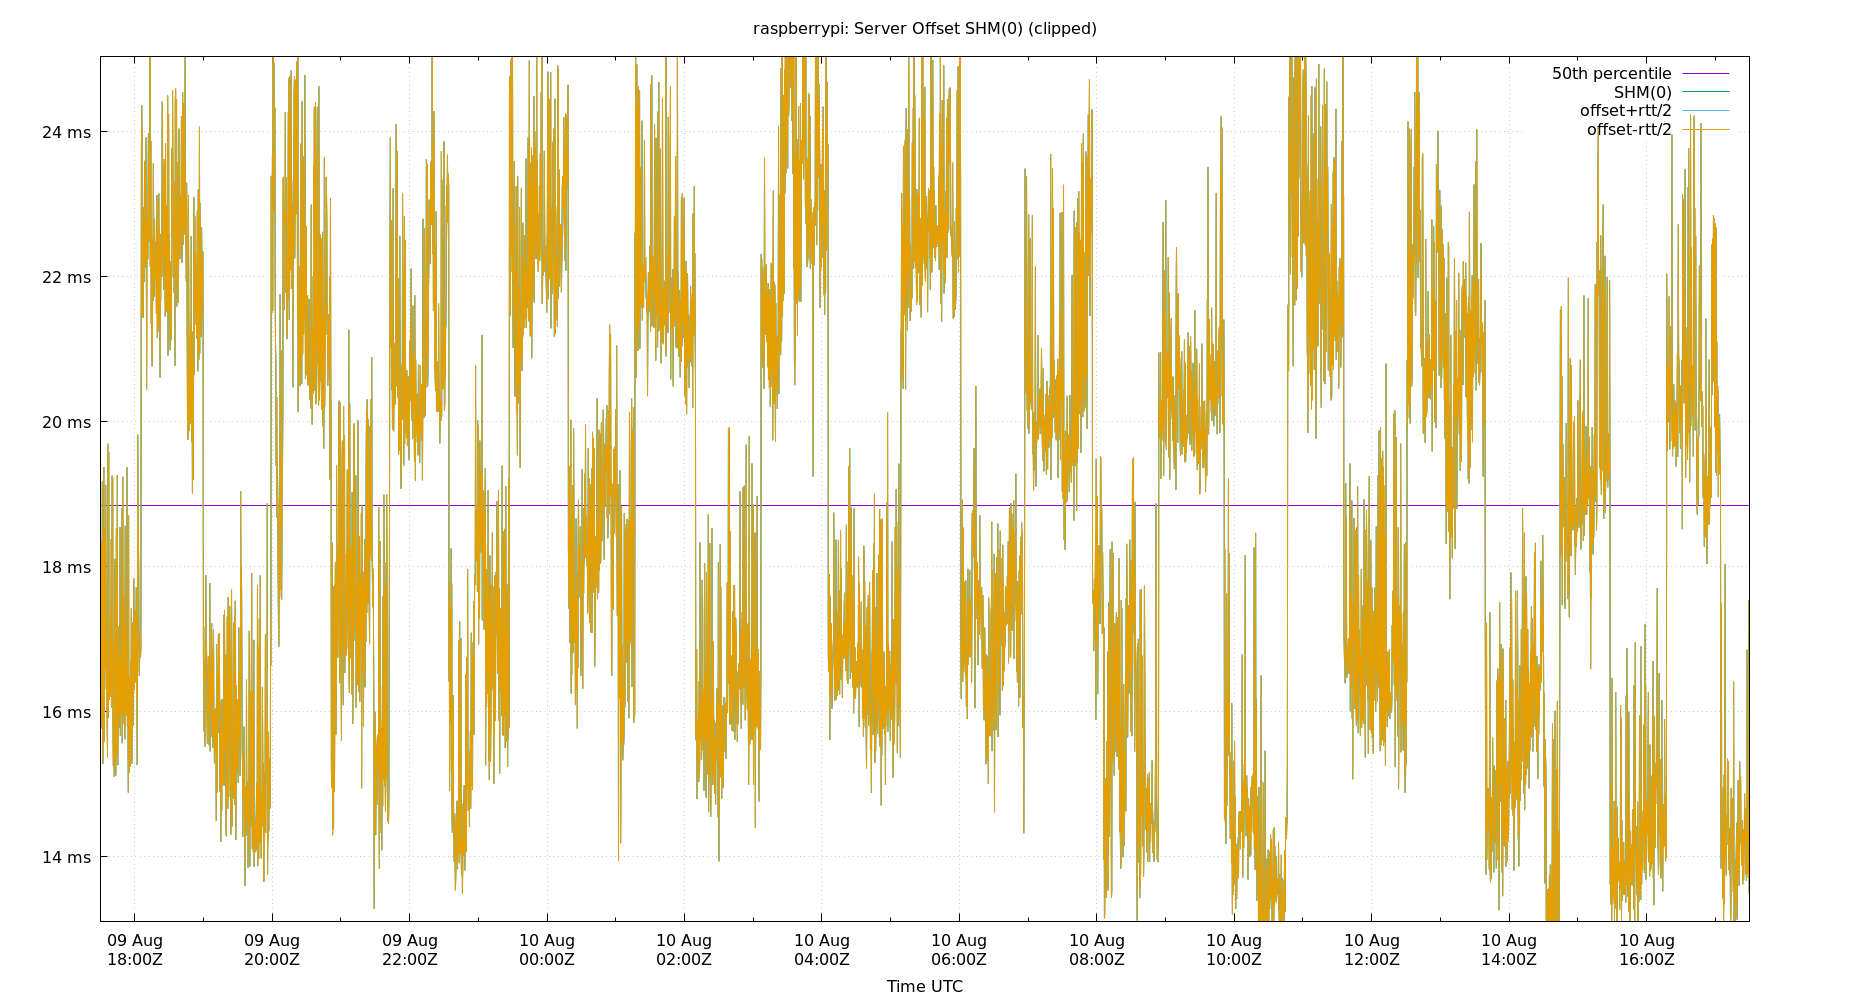 raspberrypi: Server Offset SHM(0) (clipped)
50th percentile
SHM(0)
offset+rtt/2
offset-rtt/2
24 ms
22 ms
20 ms
18 ms
16 ms
14 ms
09 Aug 09 Aug 09 Aug 10 Aug 10 Aug 10 Aug 10 Aug 10 Aug 10 Aug 10 Aug 10 Aug 10 Aug
18:00Z 20:00Z 22:00Z 00:00Z 02:00Z 04:00Z 06:00Z 08:00Z 10:00Z 12:00Z 14:00Z 16:00Z
Time UTC